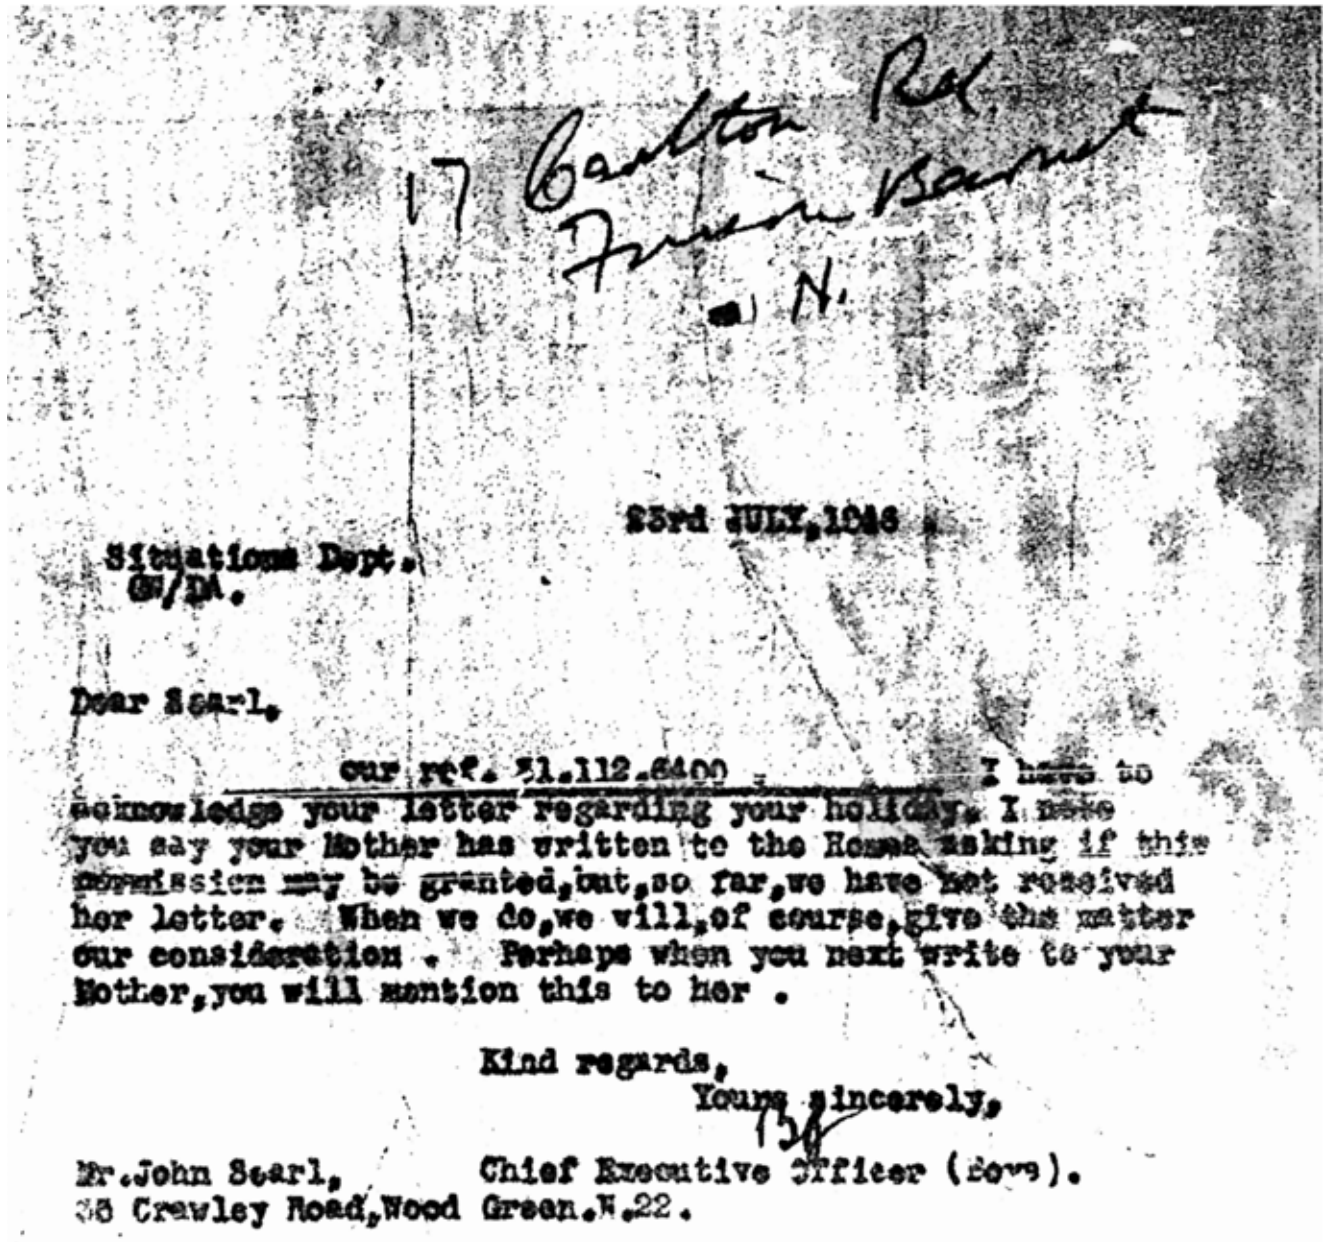 17 Carlton Rd.
Friern Barnet
N.
23rd JULY, 1946 .
Situations Dept.
GW/DA.
Dear Searl,
our ref. 31.112.6400 . I have to
acknowledge your letter regarding your holiday. I note
you say your Mother has written to the Homes asking if this
permission may be granted,but,so far,we have not received
her letter. When we do,we will,of course,give the matter
our consideration . Perhaps when you next write to your
Mother,you will mention this to her .
Kind regards,
Yours sincerely,
Mr.John Searl, Chief Executive Officer (Boys).
Crawley Road,Wood Green.N.22.